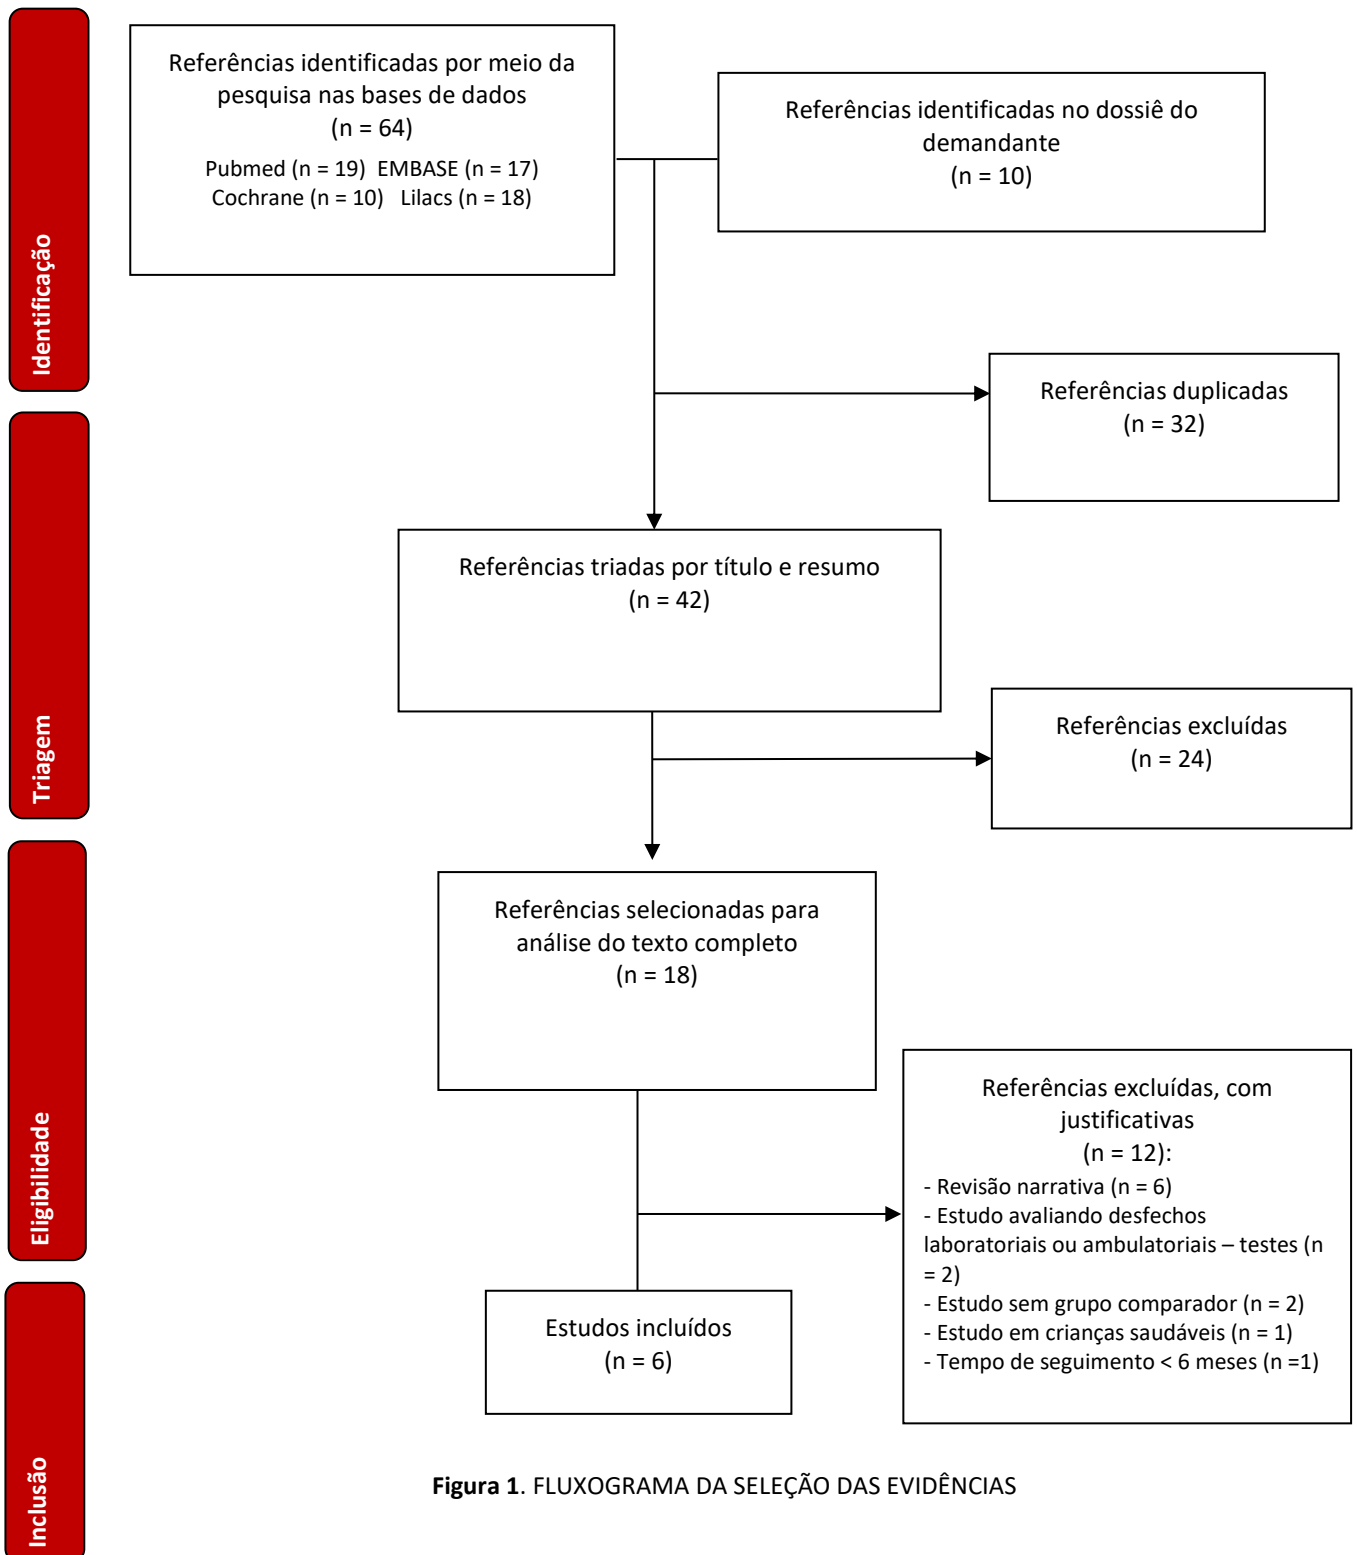 Identificação
Referências identificadas por meio da
pesquisa nas bases de dados
(n = 64)
Pubmed (n = 19)  EMBASE (n = 17)
Cochrane (n = 10)   Lilacs (n = 18)
Referências identificadas no dossiê do
demandante
(n = 10)
Referências duplicadas
(n = 32)
Triagem
Referências triadas por título e resumo
(n = 42)
Referências excluídas
(n = 24)
Eligibilidade
Referências selecionadas para
análise do texto completo
(n = 18)
Referências excluídas, com
justificativas
(n = 12):
- Revisão narrativa (n = 6)
- Estudo avaliando desfechos
laboratoriais ou ambulatoriais – testes (n
= 2)
- Estudo sem grupo comparador (n = 2)
- Estudo em crianças saudáveis (n = 1)
- Tempo de seguimento < 6 meses (n =1)
Inclusão
Estudos incluídos
(n = 6)
Figura 1. FLUXOGRAMA DA SELEÇÃO DAS EVIDÊNCIAS